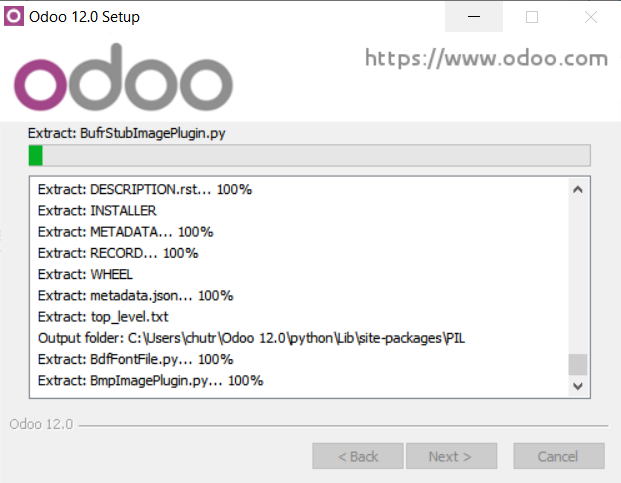 Odoo 12.0 Setup
odoo
https://www.odoo.com
Extract: BufrStubImagePlugin.py
Extract: DESCRIPTION.rst... 100%
Extract: INSTALLER
Extract: METADATA... 100%
Extract: RECORD... 100%
Extract: WHEEL
Extract: metadata.json... 100%
Extract: top_level.txt
Output folder: C:\Users\chutr\Odoo 12.0\python\Lib\site-packages\PIL
Extract: BdfFontFile.py... 100%
Extract: BmpImagePlugin.py... 100%
Odoo 12.0
< Back
Next >
Cancel